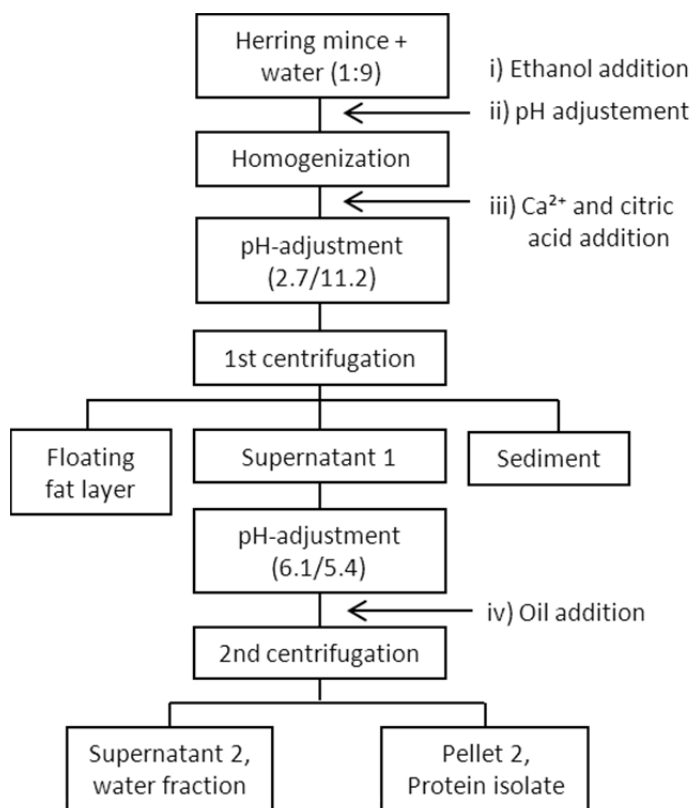 Herring mince +
water (1:9)
i) Ethanol addition
ii) pH adjustement
Homogenization
iii) Ca²⁺ and citric
acid addition
pH-adjustment
(2.7/11.2)
1st centrifugation
Floating
fat layer
Supernatant 1
Sediment
pH-adjustment
(6.1/5.4)
iv) Oil addition
2nd centrifugation
Supernatant 2,
water fraction
Pellet 2,
Protein isolate